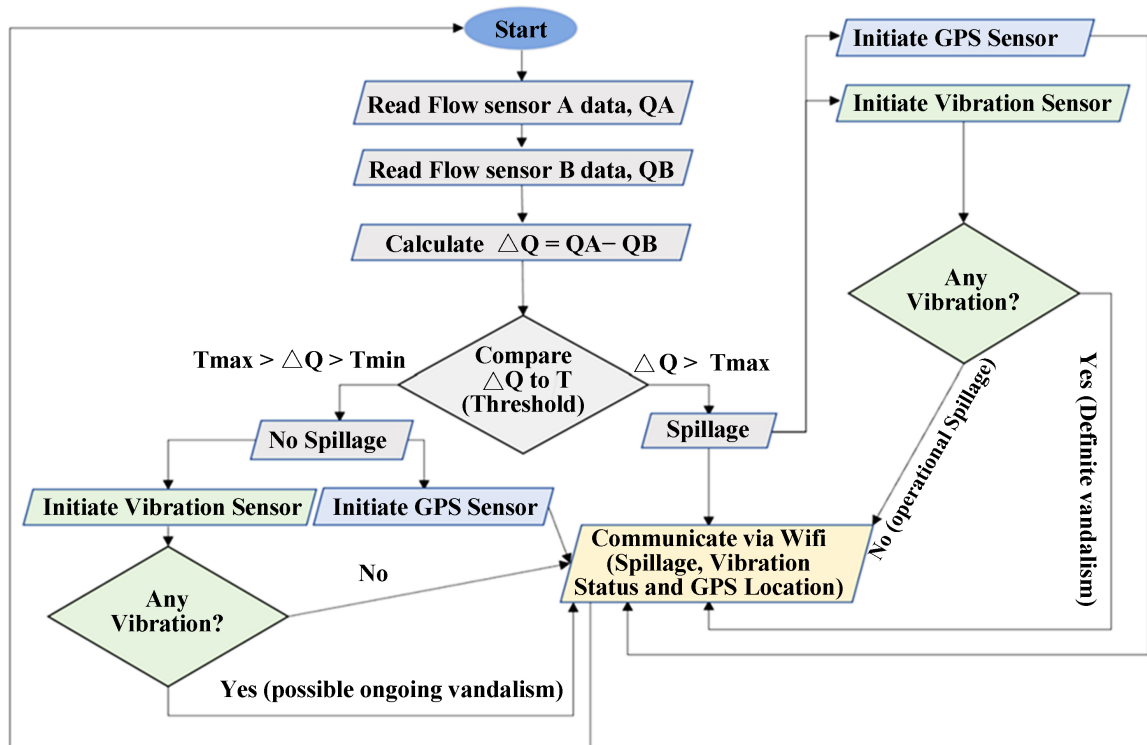 Start
Initiate GPS Sensor
Read Flow sensor A data, QA
Initiate Vibration Sensor
Read Flow sensor B data, QB
Calculate △Q = QA− QB
Any
Vibration?
Tmax > △Q > Tmin
Compare
△Q to T
(Threshold)
△Q > Tmax
No Spillage
Spillage
No (operational Spillage)
Yes (Definite vandalism)
Initiate Vibration Sensor
Initiate GPS Sensor
Communicate via Wifi
(Spillage, Vibration
Status and GPS Location)
No
Any
Vibration?
Yes (possible ongoing vandalism)